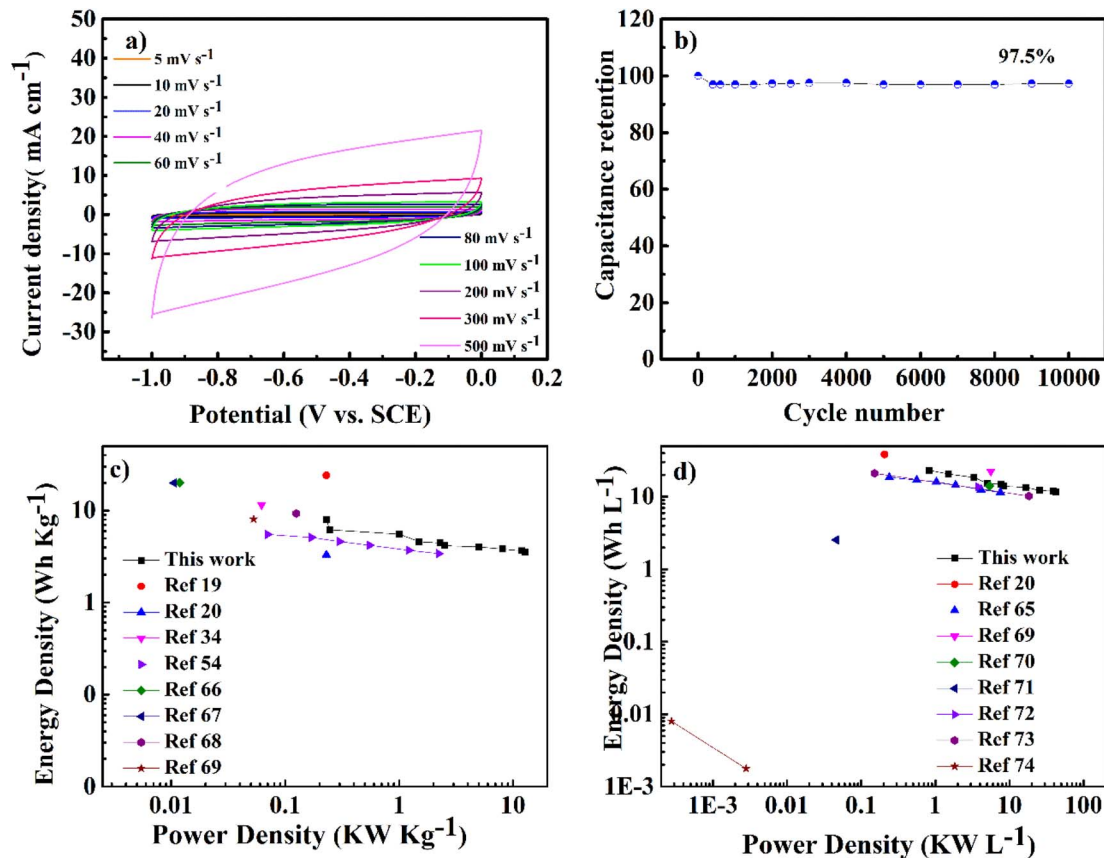 a)
50
40
30
20
10
0
-10
-20
-30
Current density( mA cm-1)
5 mV s-1
10 mV s-1
20 mV s-1
40 mV s-1
60 mV s-1
80 mV s-1
100 mV s-1
200 mV s-1
300 mV s-1
500 mV s-1
-1.0 -0.8 -0.6 -0.4 -0.2 0.0 0.2
Potential (V vs. SCE)
b)
97.5%
120
100
80
60
40
20
0
Capacitance retention
0 2000 4000 6000 8000 10000
Cycle number
c)
10
1
0
0
Energy Density (Wh Kg-1)
This work
Ref 19
Ref 20
Ref 34
Ref 54
Ref 66
Ref 67
Ref 68
Ref 69
0.01 0.1 1 10
Power Density (KW Kg-1)
d)
10
1
0.1
0.01
1E-3
Energy Density (Wh L-1)
This work
Ref 20
Ref 65
Ref 69
Ref 70
Ref 71
Ref 72
Ref 73
Ref 74
1E-3 0.01 0.1 1 10 100
Power Density (KW L-1)